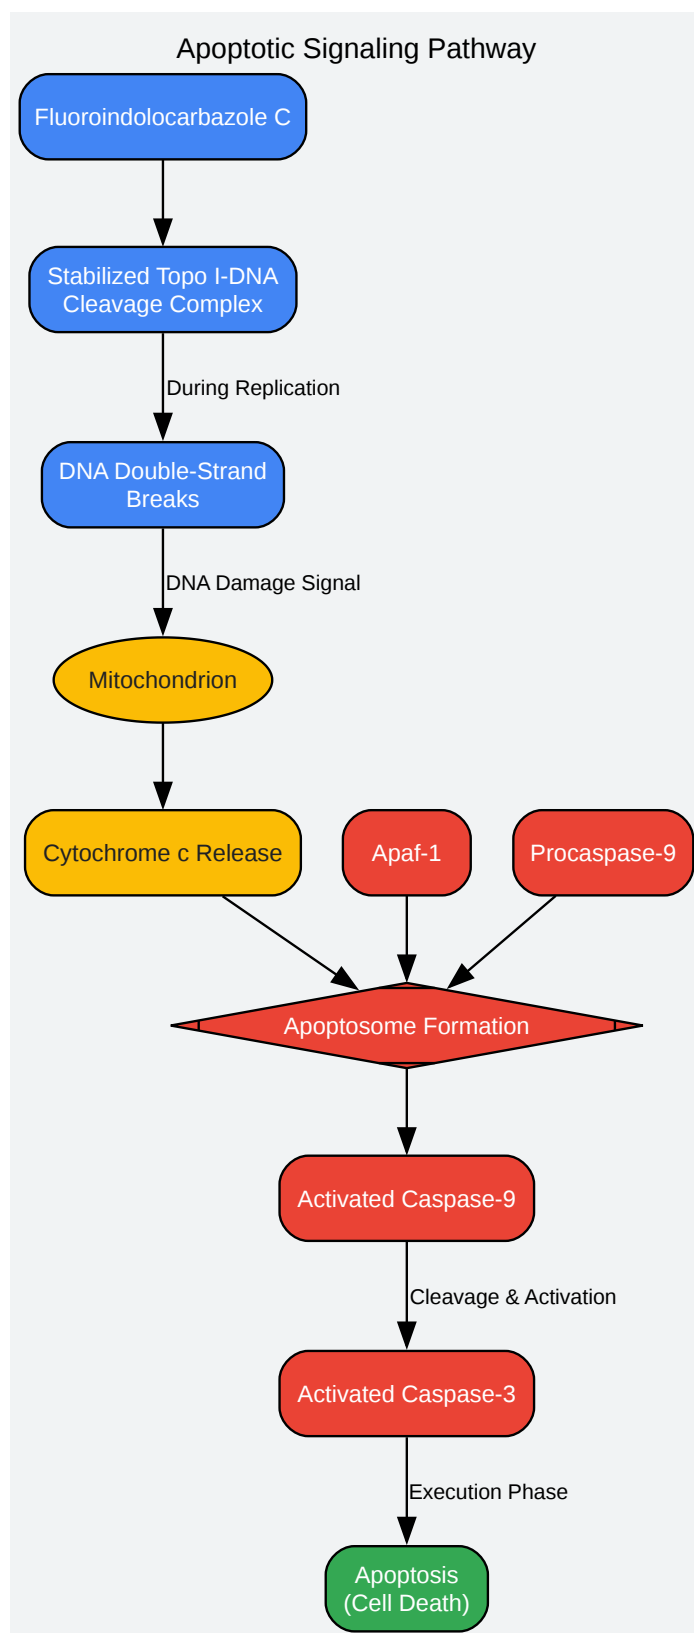 Apoptotic Signaling Pathway
Fluoroindolocarbazole C
Stabilized Topo I-DNA
Cleavage Complex
During Replication
DNA Double-Strand
Breaks
DNA Damage Signal
Mitochondrion
Cytochrome c Release
Apaf-1
Procaspase-9
Apoptosome Formation
Activated Caspase-9
Cleavage & Activation
Activated Caspase-3
Execution Phase
Apoptosis
(Cell Death)